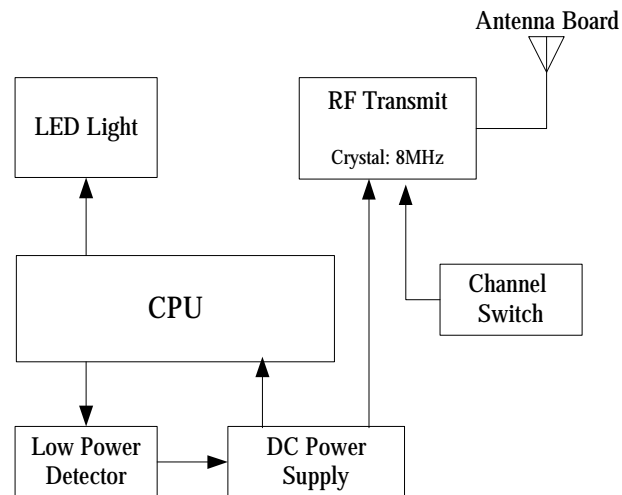 Antenna Board
LED Light
RF Transmit
Crystal: 8MHz
CPU
Channel
Switch
Low Power
Detector
DC Power
Supply